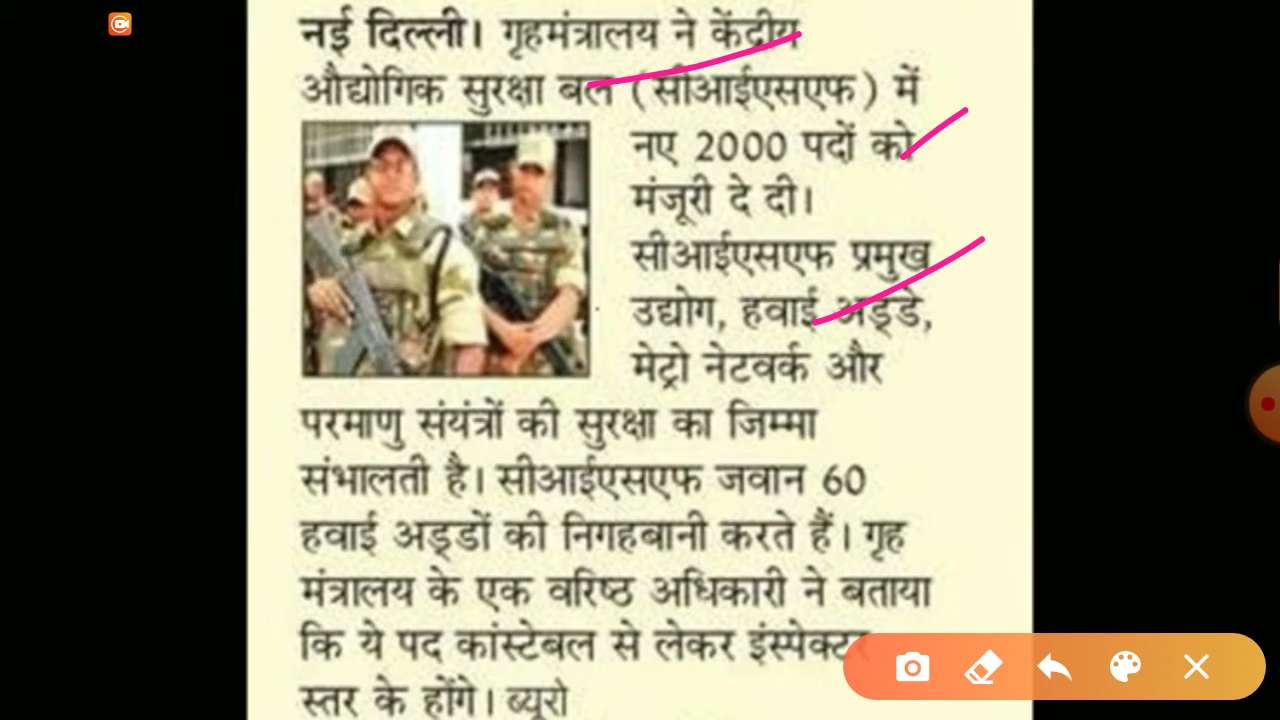 नई दिल्ली। गृहमंत्रालय ने केंद्रीय
औद्योगिक सुरक्षा बल (सीआईएसएफ) में
नए 2000 पदों को
मंजूरी दे दी।
सीआईएसएफ प्रमुख
उद्योग, हवाई अड्डे,
मेट्रो नेटवर्क और
परमाणु संयंत्रों की सुरक्षा का जिम्मा
संभालती है। सीआईएसएफ जवान 60
हवाई अड्डों की निगहबानी करते हैं। गृह
मंत्रालय के एक वरिष्ठ अधिकारी ने बताया
कि ये पद कांस्टेबल से लेकर इंस्पेक्टर
स्तर के होंगे। ब्यूरो